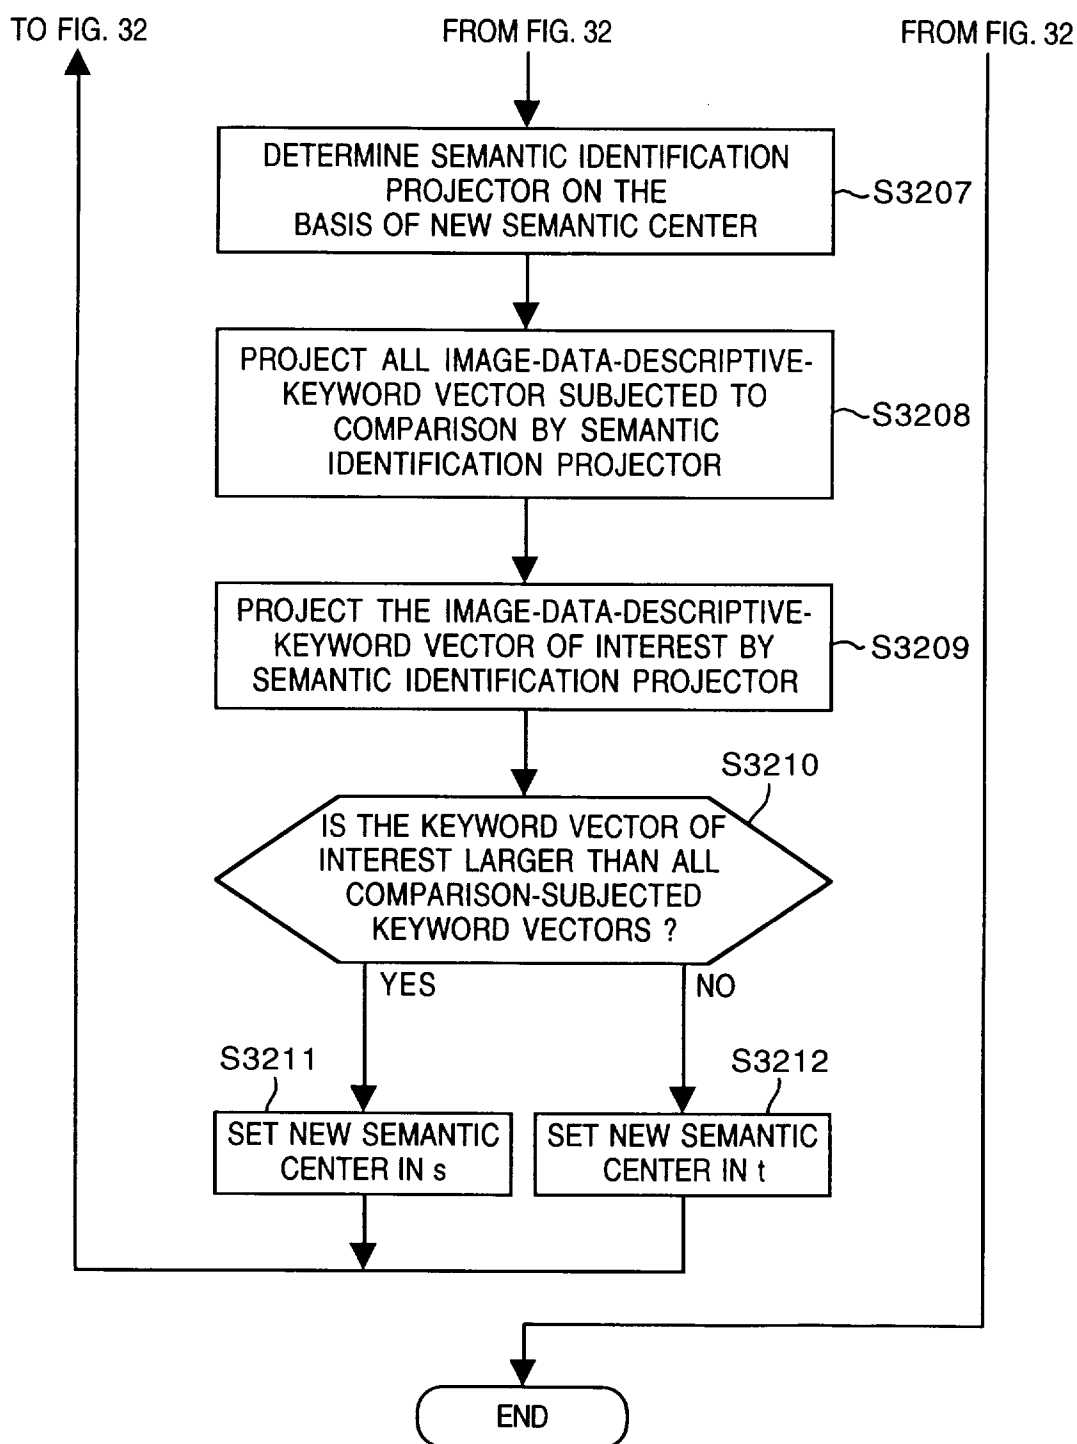 TO FIG. 32
FROM FIG. 32
FROM FIG. 32
DETERMINE SEMANTIC IDENTIFICATION
PROJECTOR ON THE
BASIS OF NEW SEMANTIC CENTER
S3207
PROJECT ALL IMAGE-DATA-DESCRIPTIVE-
KEYWORD VECTOR SUBJECTED TO
COMPARISON BY SEMANTIC
IDENTIFICATION PROJECTOR
S3208
PROJECT THE IMAGE-DATA-DESCRIPTIVE-
KEYWORD VECTOR OF INTEREST BY
SEMANTIC IDENTIFICATION PROJECTOR
S3209
S3210
IS THE KEYWORD VECTOR OF
INTEREST LARGER THAN ALL
COMPARISON-SUBJECTED
KEYWORD VECTORS ?
YES
NO
S3211
S3212
SET NEW SEMANTIC
CENTER IN s
SET NEW SEMANTIC
CENTER IN t
END